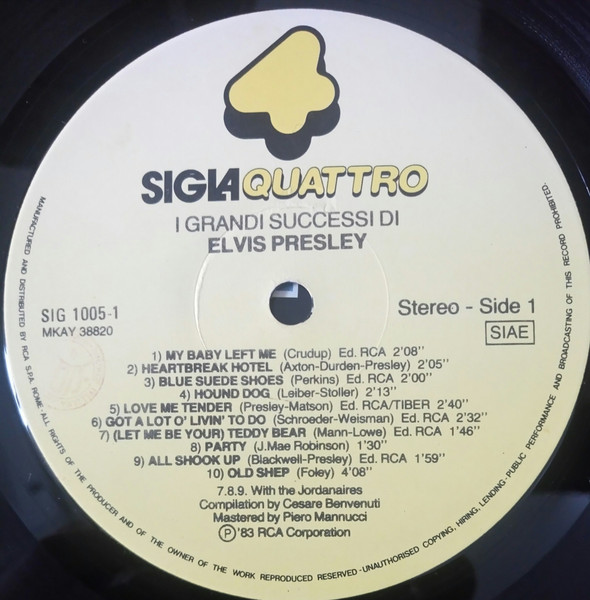 SIGLA QUATTRO
I GRANDI SUCCESSI DI
ELVIS PRESLEY
SIG 1005-1
MKAY 38820
Stereo - Side 1
SIAE
1) MY BABY LEFT ME (Crudup) Ed. RCA 2'08"
2) HEARTBREAK HOTEL (Axton-Durden-Presley) 2'05"
3) BLUE SUEDE SHOES (Perkins) Ed. RCA 2'00"
4) HOUND DOG (Leiber-Stoller) 2'13"
5) LOVE ME TENDER (Presley-Matson) Ed. RCA/TIBER 2'40"
6) GOT A LOT O' LIVIN' TO DO (Schroeder-Weisman) Ed. RCA 2'32"
7) (LET ME BE YOUR) TEDDY BEAR (Mann-Lowe) Ed. RCA 1'46"
8) PARTY (J.Mae Robinson) 1'30"
9) ALL SHOOK UP (Blackwell-Presley) Ed. RCA 1'59"
10) OLD SHEP (Foley) 4'08"
7.8.9. With the Jordanaires
Compilation by Cesare Benvenuti
Mastered by Piero Mannucci
Ⓟ '83 RCA Corporation
MANUFACTURED AND DISTRIBUTED BY RCA S.P.A. ROME ALL RIGHTS OF THE PRODUCER AND OF THE OWNER OF THE WORK REPRODUCED RESERVED - UNAUTHORISED COPYING, HIRING, LENDING - PUBLIC PERFORMANCE AND BROADCASTING OF THIS RECORD PROHIBITED.